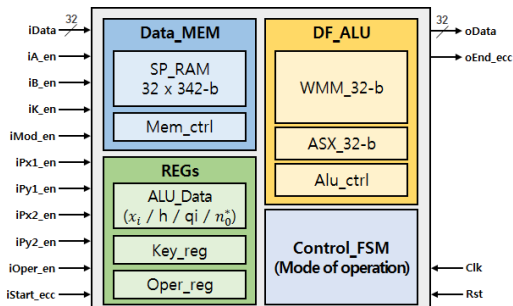 iData
32
iA_en
iB_en
iK_en
iMod_en
iPx1_en
iPy1_en
iPx2_en
iPy2_en
iOper_en
iStart_ecc
Data_MEM
SP_RAM
32 x 342-b
Mem_ctrl
REGs
ALU_Data
(xᵢ / h / qi / n₀*)
Key_reg
Oper_reg
DF_ALU
WMM_32-b
ASX_32-b
Alu_ctrl
Control_FSM
(Mode of operation)
32
oData
oEnd_ecc
Clk
Rst